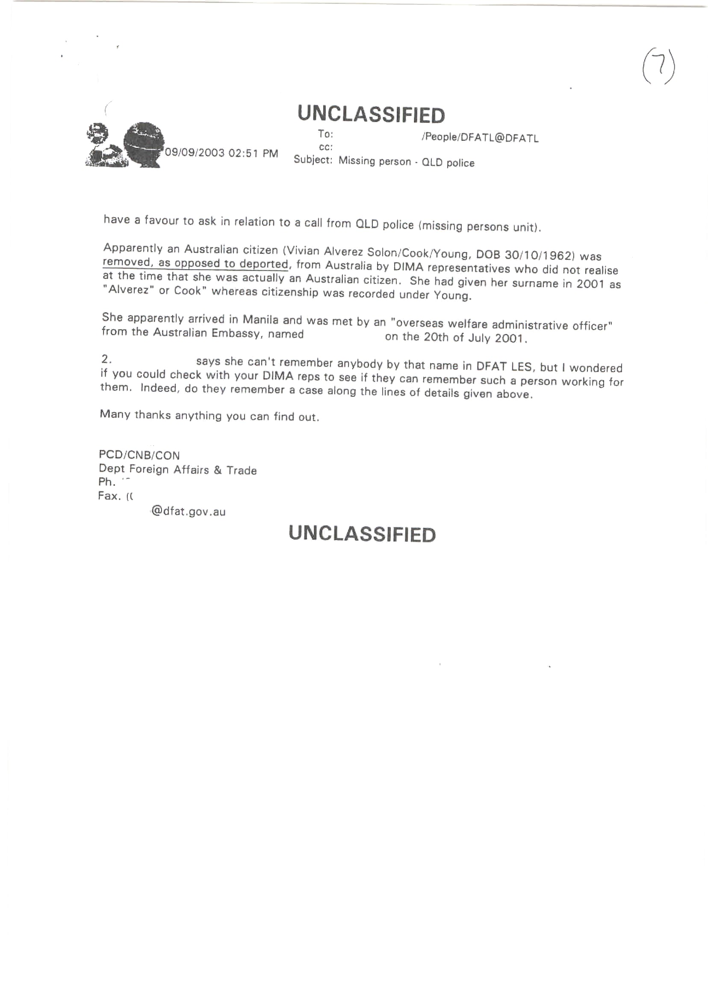 (7)
UNCLASSIFIED
To: /People/DFATL@DFATL
cc:
09/09/2003 02:51 PM
Subject: Missing person - QLD police
have a favour to ask in relation to a call from QLD police (missing persons unit).
Apparently an Australian citizen (Vivian Alverez Solon/Cook/Young, DOB 30/10/1962) was
removed, as opposed to deported, from Australia by DIMA representatives who did not realise
at the time that she was actually an Australian citizen. She had given her surname in 2001 as
"Alverez" or Cook" whereas citizenship was recorded under Young.
She apparently arrived in Manila and was met by an "overseas welfare administrative officer"
from the Australian Embassy, named on the 20th of July 2001.
2. says she can't remember anybody by that name in DFAT LES, but I wondered
if you could check with your DIMA reps to see if they can remember such a person working for
them. Indeed, do they remember a case along the lines of details given above.
Many thanks anything you can find out.
PCD/CNB/CON
Dept Foreign Affairs & Trade
Ph.
Fax. ((
@dfat.gov.au
UNCLASSIFIED